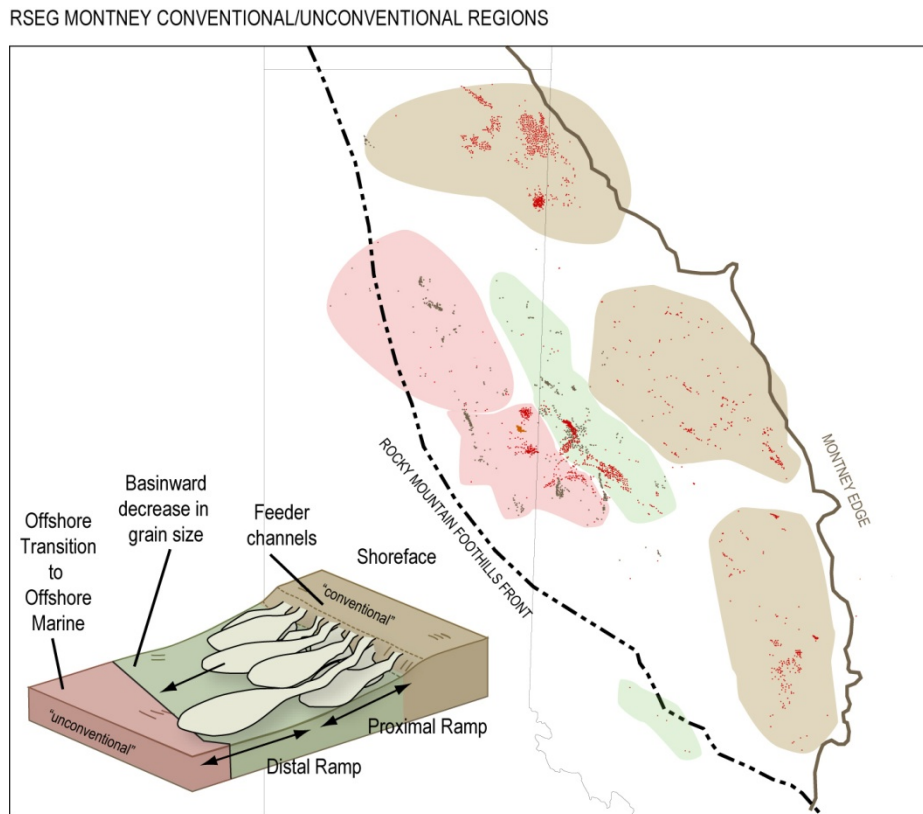 RSEG MONTNEY CONVENTIONAL/UNCONVENTIONAL REGIONS
MONTNEY EDGE
ROCKY MOUNTAIN FOOTHILLS FRONT
Offshore
Transition
to
Offshore
Marine
Basinward
decrease in
grain size
Feeder
channels
Shoreface
"conventional"
"unconventional"
Proximal Ramp
Distal Ramp